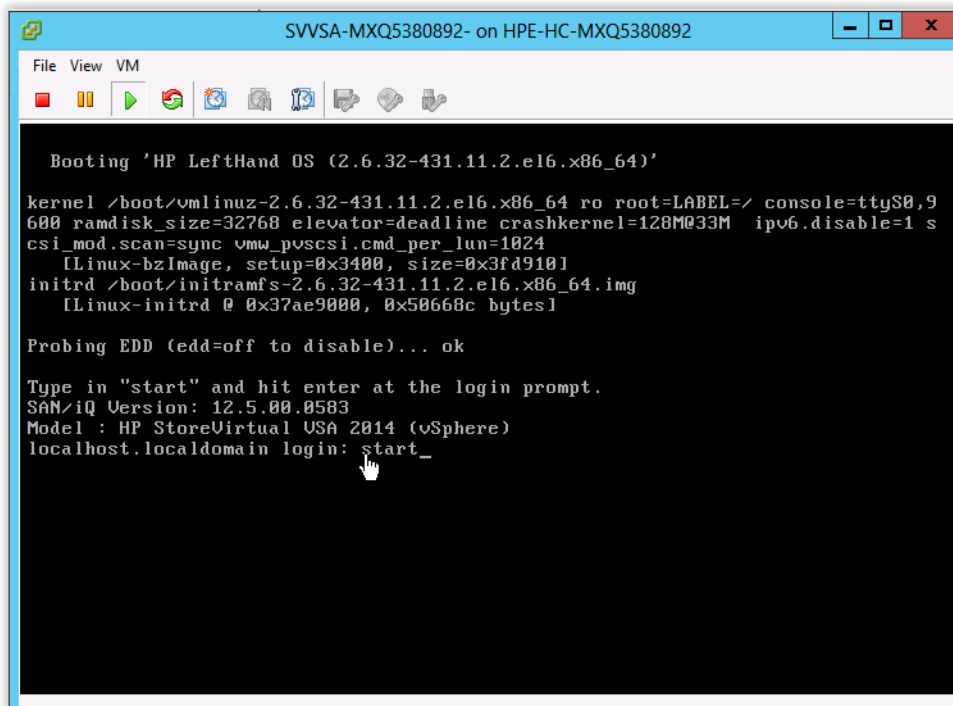 SVVSA-MXQ5380892- on HPE-HC-MXQ5380892
File View VM
Booting 'HP LeftHand OS (2.6.32-431.11.2.el6.x86_64)'
kernel /boot/vmlinuz-2.6.32-431.11.2.el6.x86_64 ro root=LABEL=/ console=ttyS0,9
600 ramdisk_size=32768 elevator=deadline crashkernel=128M@33M  ipv6.disable=1 s
csi_mod.scan=sync vmw_pvscsi.cmd_per_lun=1024
[Linux-bzImage, setup=0x3400, size=0x3fd910]
initrd /boot/initramfs-2.6.32-431.11.2.el6.x86_64.img
[Linux-initrd @ 0x37ae9000, 0x50668c bytes]
Probing EDD (edd=off to disable)... ok
Type in "start" and hit enter at the login prompt.
SAN/iQ Version: 12.5.00.0583
Model : HP StoreVirtual VSA 2014 (vSphere)
localhost.localdomain login: start_